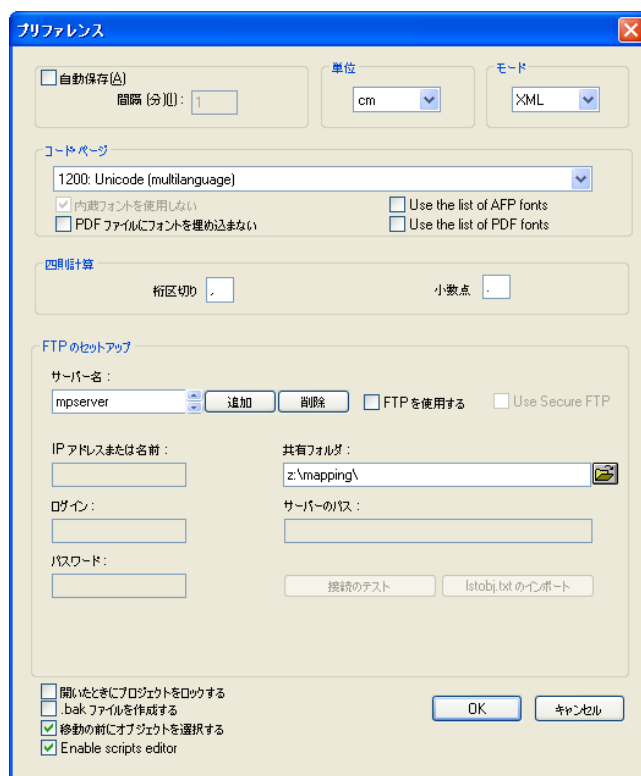 プリファレンス
自動保存(A)
間隔 (分)(I) : 1
単位
cm
モード
XML
コード ページ
1200: Unicode (multilanguage)
内蔵フォントを使用しない
Use the list of AFP fonts
PDF ファイルにフォントを埋め込まない
Use the list of PDF fonts
四則計算
桁区切り ,
小数点 .
FTP のセットアップ
サーバー名 :
mpserver 追加 削除 FTP を使用する Use Secure FTP
IP アドレスまたは名前 :
共有フォルダ :
z:\mapping\
ログイン :
サーバーのパス :
パスワード :
接続のテスト lstobj.txt のインポート
開いたときにプロジェクトをロックする
.bak ファイルを作成する
移動の前にオブジェクトを選択する
Enable scripts editor
OK キャンセル